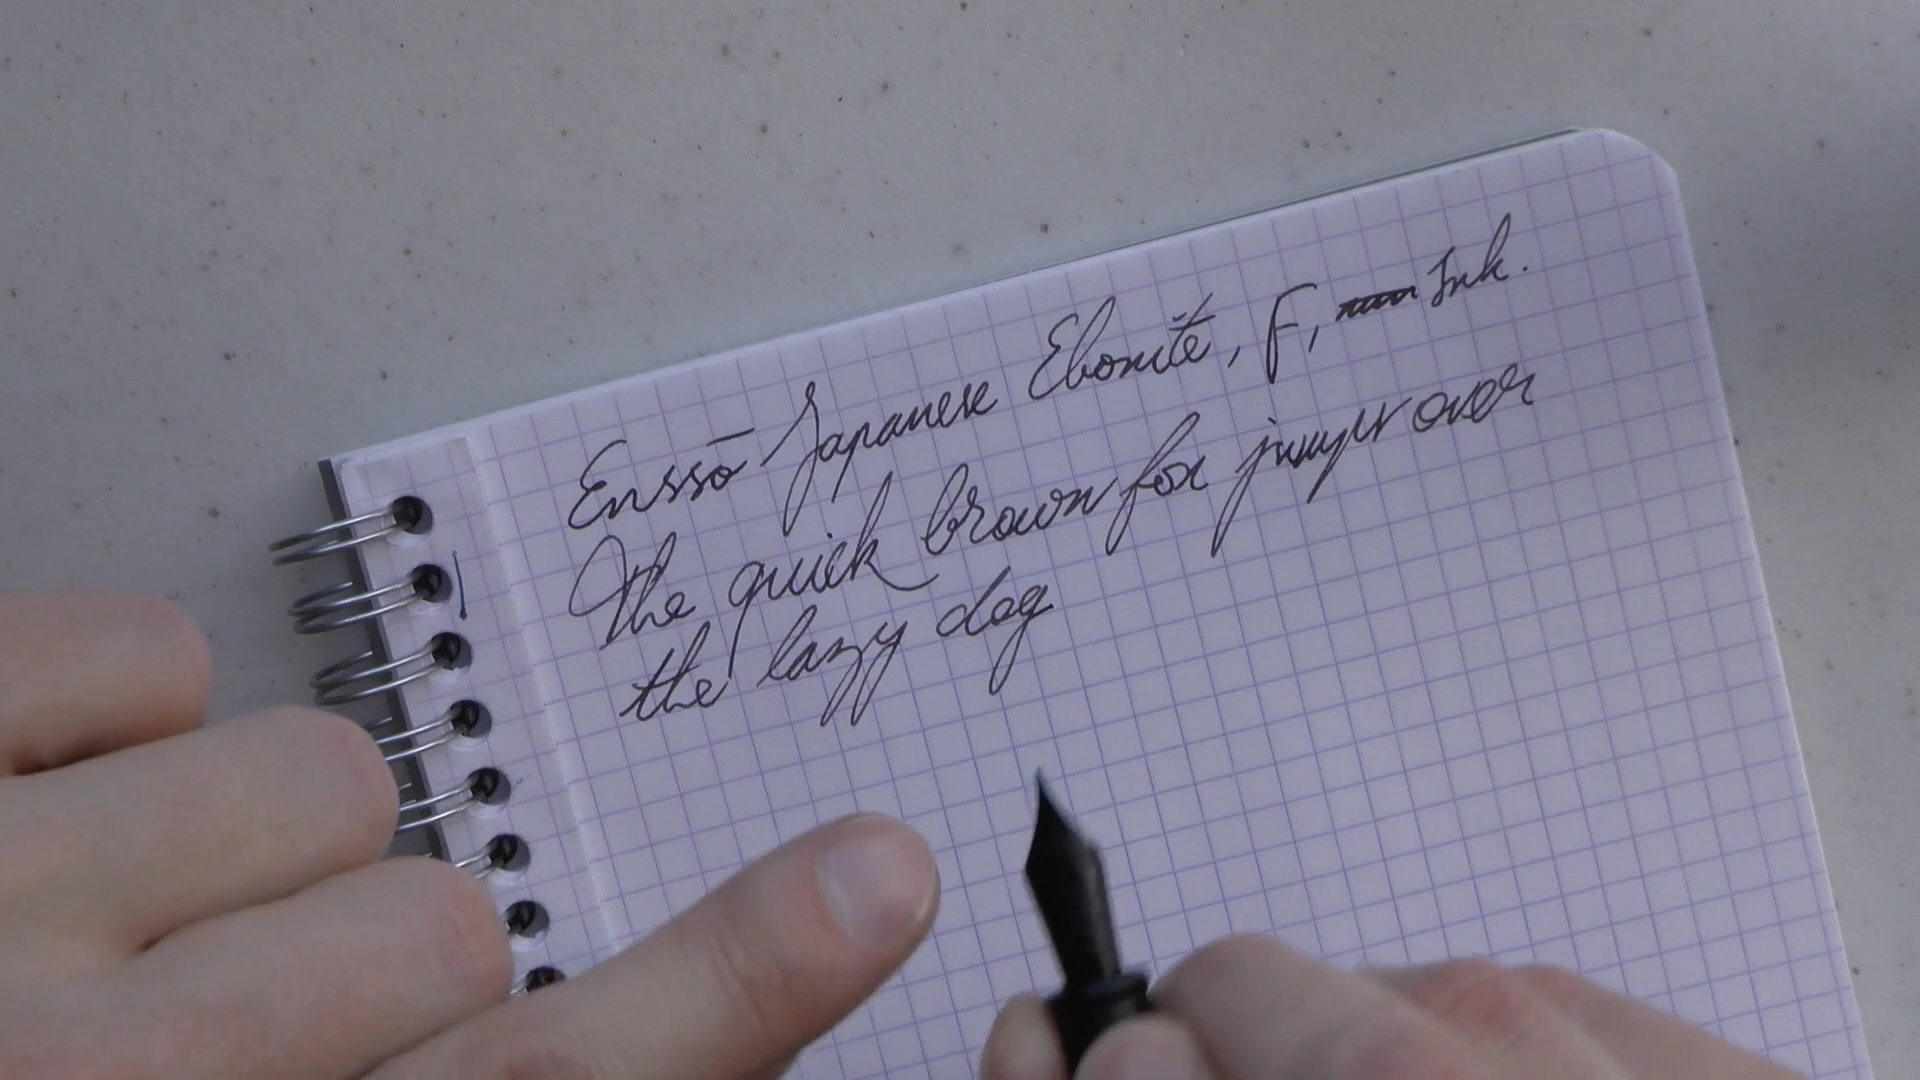 Enssō Japanese Ebonite, F, Ink.
The quick brown fox jumps over
the lazy dog